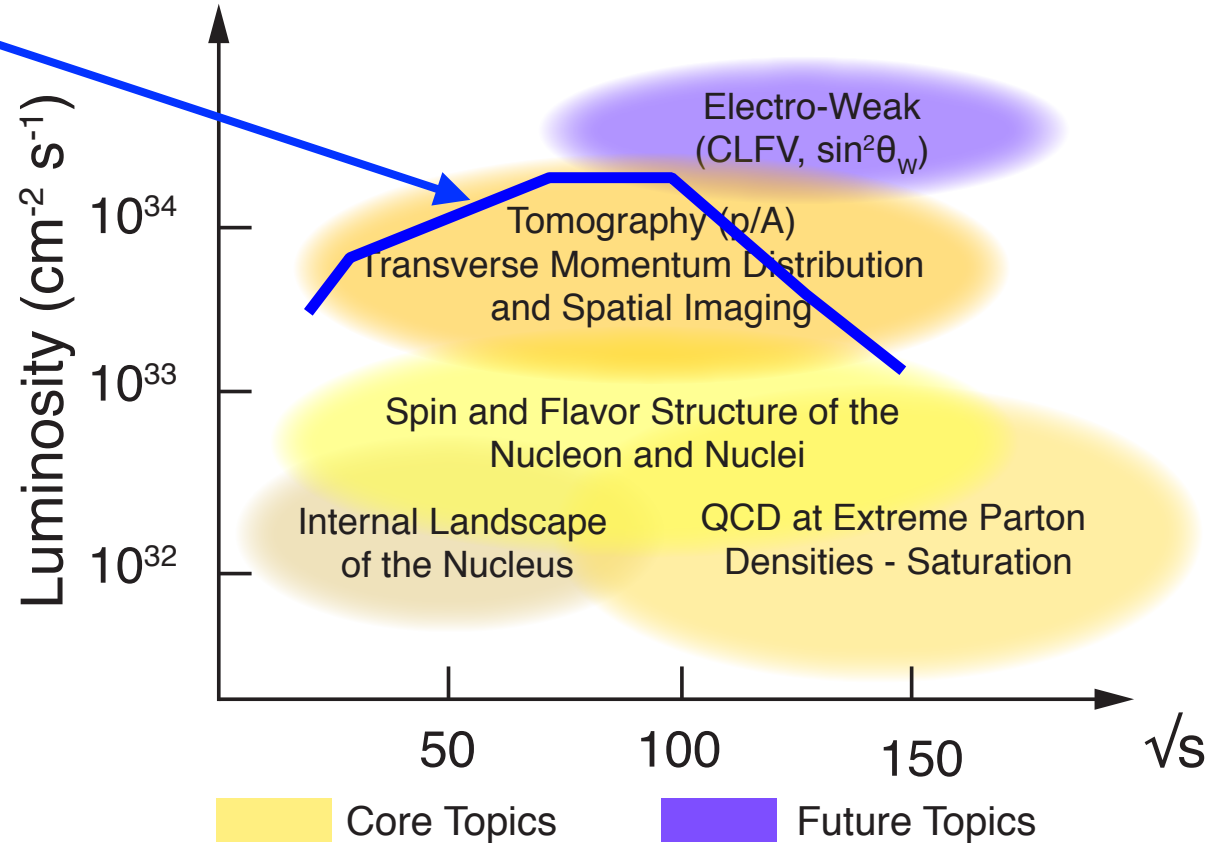 Luminosity (cm-2 s-1)
Electro-Weak
(CLFV, sin²θW)
10³⁴
Tomography (p/A)
Transverse Momentum Distribution
and Spatial Imaging
10³³
Spin and Flavor Structure of the
Nucleon and Nuclei
Internal Landscape
of the Nucleus
QCD at Extreme Parton
Densities - Saturation
10³²
50
100
150
√s
Core Topics
Future Topics